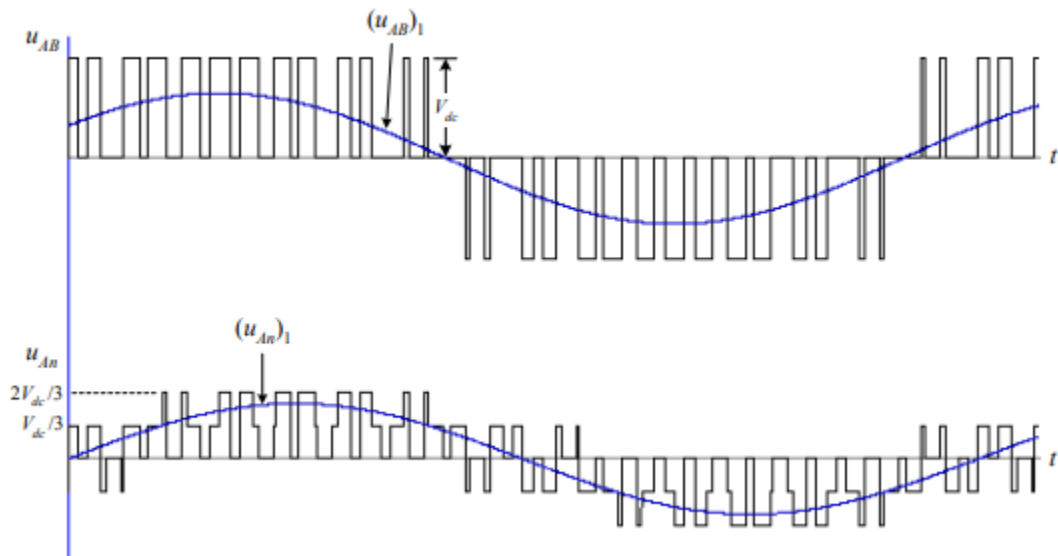 u_AB
(u_AB)_1
V_dc
t
(u_An)_1
u_An
2V_dc/3
V_dc/3
t